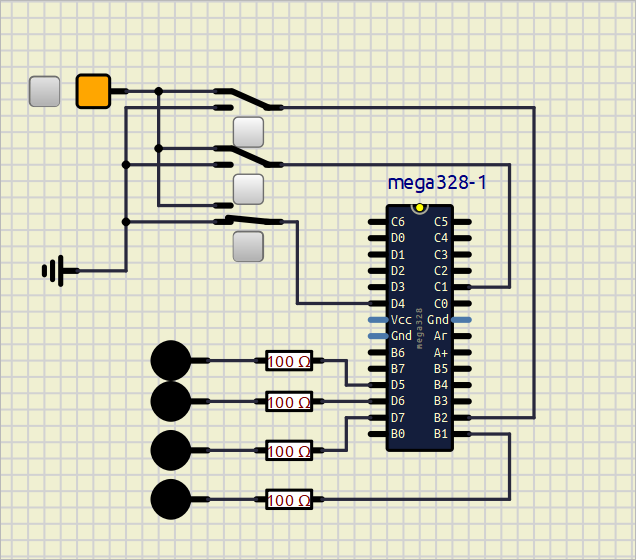 mega328-1
C6 C5
D0 C4
D1 C3
D2 C2
D3 C1
D4 C0
Vcc Gnd
Gnd Ar
B6 A+
B7 B5
D5 B4
D6 B3
D7 B2
B0 B1
mega328
100 Ω
100 Ω
100 Ω
100 Ω